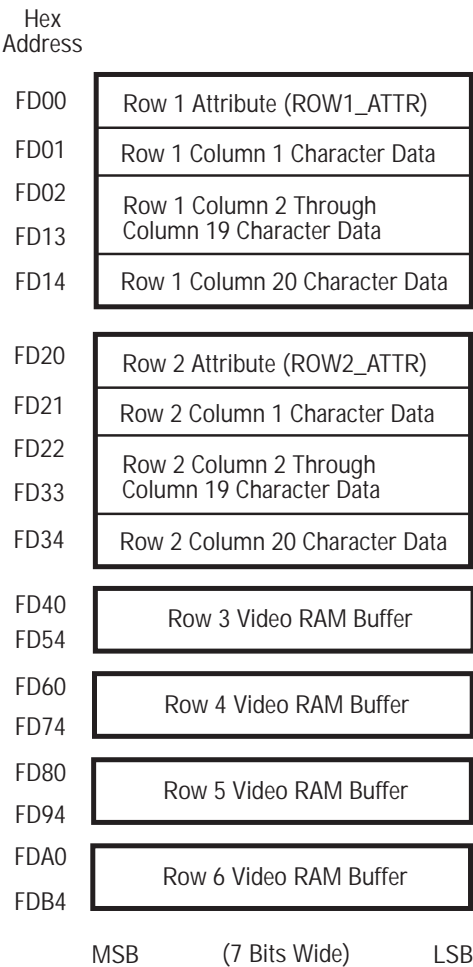 Hex
Address
FD00 Row 1 Attribute (ROW1_ATTR)
FD01 Row 1 Column 1 Character Data
FD02 Row 1 Column 2 Through
FD13 Column 19 Character Data
FD14 Row 1 Column 20 Character Data
FD20 Row 2 Attribute (ROW2_ATTR)
FD21 Row 2 Column 1 Character Data
FD22 Row 2 Column 2 Through
FD33 Column 19 Character Data
FD34 Row 2 Column 20 Character Data
FD40
Row 3 Video RAM Buffer
FD54
FD60
Row 4 Video RAM Buffer
FD74
FD80
Row 5 Video RAM Buffer
FD94
FDA0
Row 6 Video RAM Buffer
FDB4
MSB (7 Bits Wide) LSB